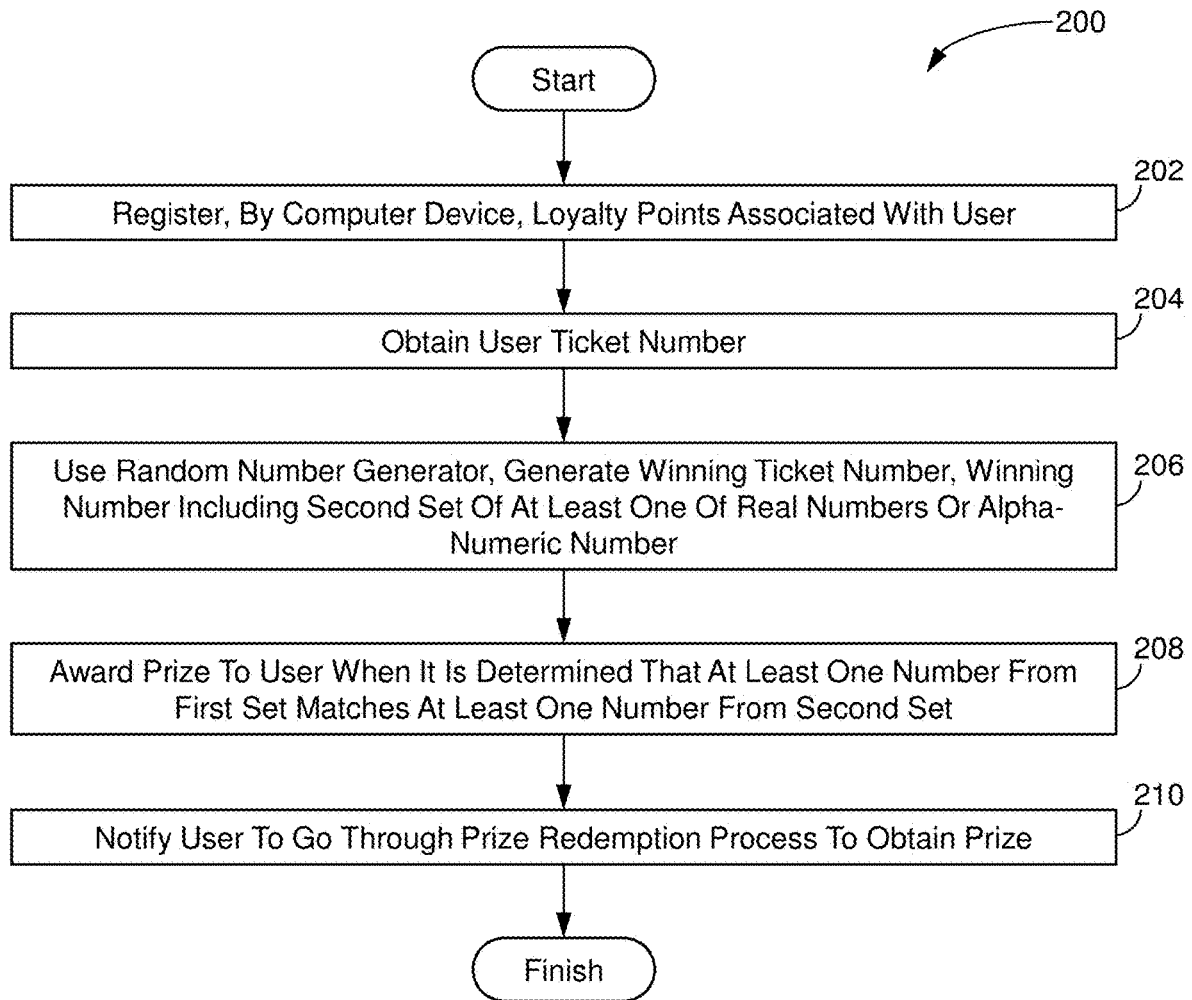 200
Start
202
Register, By Computer Device, Loyalty Points Associated With User
204
Obtain User Ticket Number
206
Use Random Number Generator, Generate Winning Ticket Number, Winning
Number Including Second Set Of At Least One Of Real Numbers Or Alpha-
Numeric Number
208
Award Prize To User When It Is Determined That At Least One Number From
First Set Matches At Least One Number From Second Set
210
Notify User To Go Through Prize Redemption Process To Obtain Prize
Finish